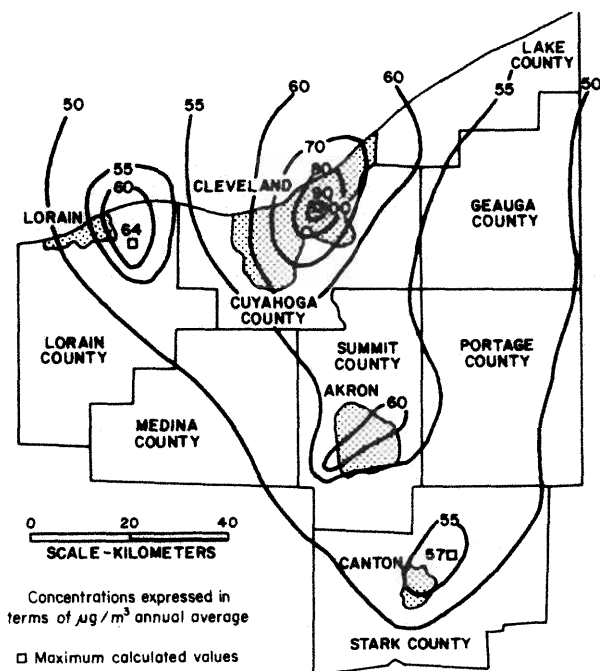 LAKE
COUNTY
50
55
60
60
55
50
70
55
60
80
CLEVELAND
90
LORAIN
64
GEAUGA
COUNTY
CUYAHOGA
COUNTY
LORAIN
COUNTY
SUMMIT
COUNTY
PORTAGE
COUNTY
AKRON
60
MEDINA
COUNTY
0 20 40
SCALE-KILOMETERS
55
CANTON 57
Concentrations expressed in
terms of µg/m³ annual average
Maximum calculated values
STARK COUNTY